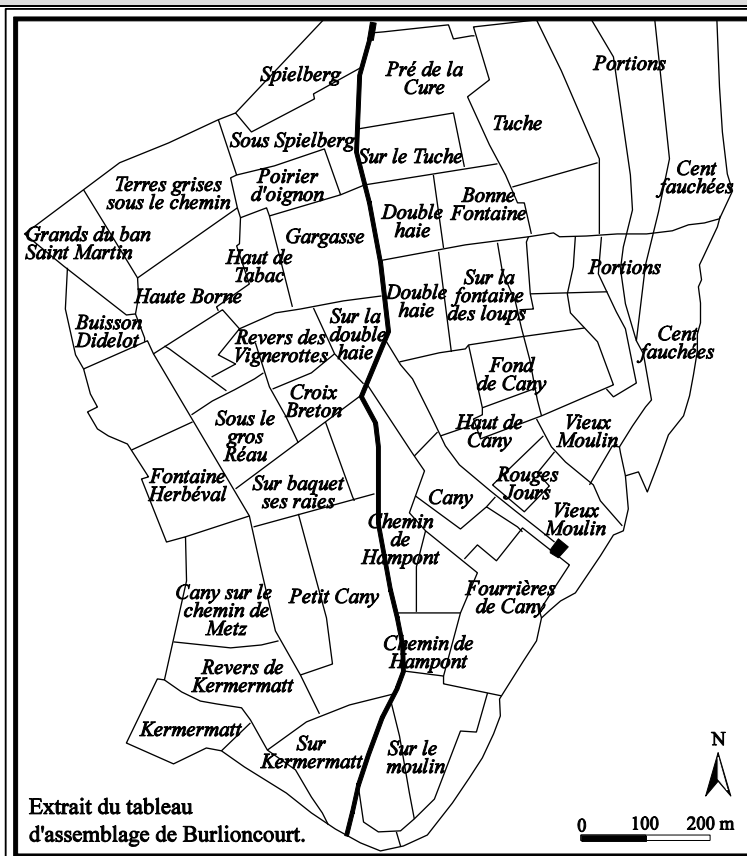 Spielberg
Pré de la
Cure
Portions
Tuche
Sous Spielberg
Sur le Tuche
Cent
fauchées
Terres grises
sous le chemin
Poirier
d'oignon
Bonne
Fontaine
Double
haie
Grands du ban
Saint Martin
Gargasse
Haut de
Tabac
Portions
Haute Borne
Double
haie
Sur la
fontaine
des loups
Buisson
Didelot
Revers des
Vignerottes
Sur la
double
haie
Cent
fauchées
Fond
de Cany
Croix
Breton
Sous le
gros
Réau
Haut de
Cany
Vieux
Moulin
Fontaine
Herbéval
Sur baquet
ses raies
Rouges
Jours
Cany
Vieux
Moulin
Chemin
de
Hampont
Cany sur le
chemin de
Metz
Petit Cany
Fourrières
de Cany
Chemin de
Hampont
Revers de
Kermermatt
Kermermatt
Sur
Kermermatt
Sur le
moulin
N
Extrait du tableau
d'assemblage de Burlioncourt.
0 100 200 m